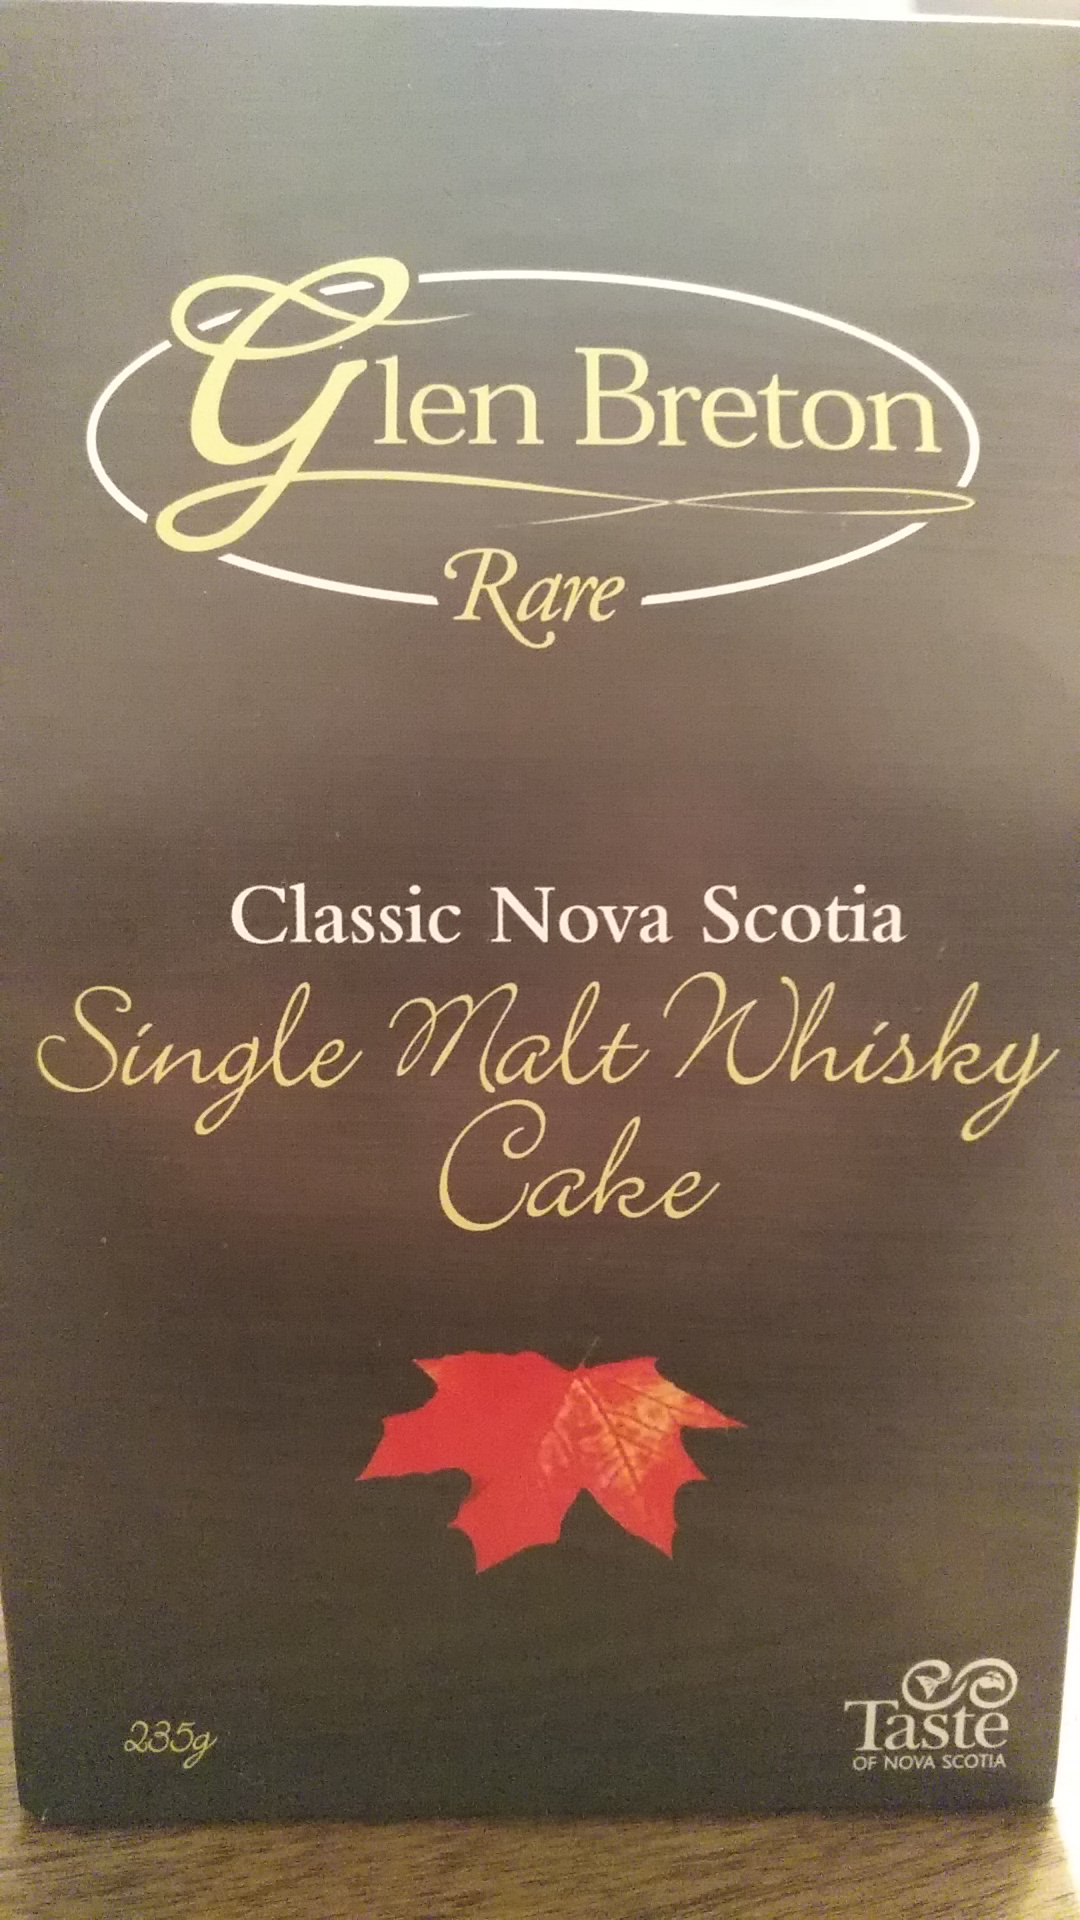 Glen Breton
Rare
Classic Nova Scotia
Single Malt Whisky
Cake
235g
Taste
OF NOVA SCOTIA